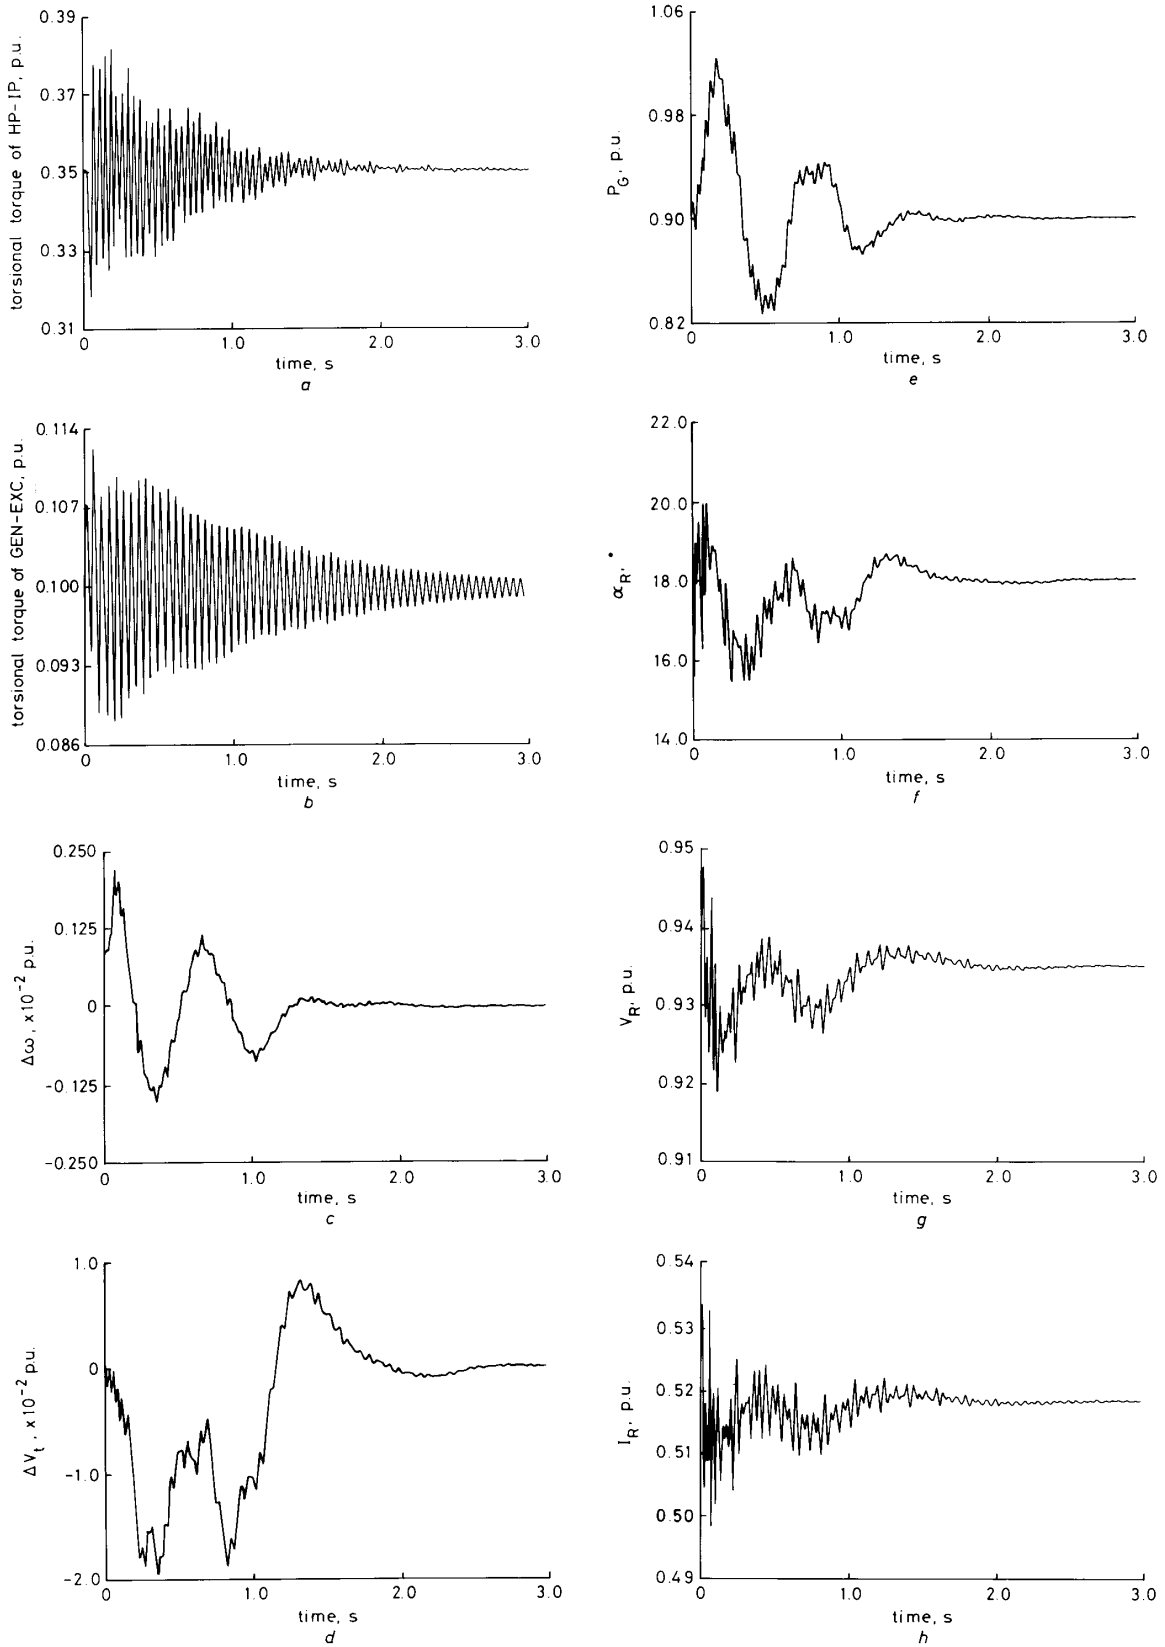 torsional torque of HP-IP, p.u.
0.39
0.37
0.35
0.33
0.31
0 1.0 2.0 3.0
time, s
a
torsional torque of GEN-EXC, p.u.
0.114
0.107
0.100
0.093
0.086
0 1.0 2.0 3.0
time, s
b
Δω, x10⁻² p.u.
0.250
0.125
0
-0.125
-0.250
0 1.0 2.0 3.0
time, s
c
ΔVt, x10⁻² p.u.
1.0
0
-1.0
-2.0
0 1.0 2.0 3.0
time, s
d
PG, p.u.
1.06
0.98
0.90
0.82
0 1.0 2.0 3.0
time, s
e
αR, °
22.0
20.0
18.0
16.0
14.0
0 1.0 2.0 3.0
time, s
f
VR, p.u.
0.95
0.94
0.93
0.92
0.91
0 1.0 2.0 3.0
time, s
g
IR, p.u.
0.54
0.53
0.52
0.51
0.50
0.49
0 1.0 2.0 3.0
time, s
h